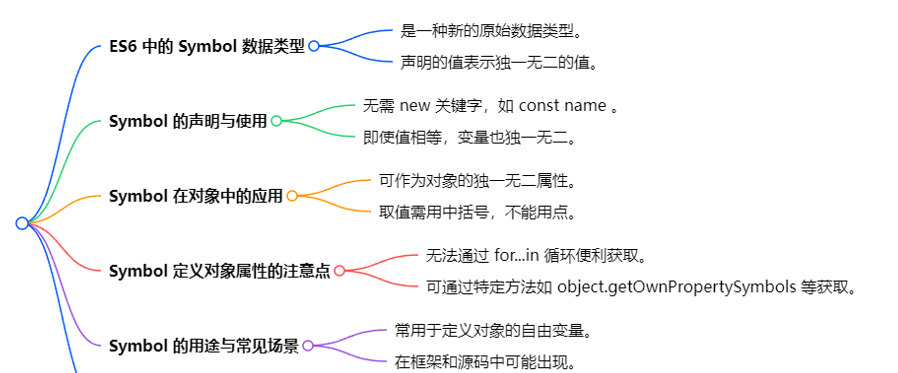 ES6 中的 Symbol 数据类型
是一种新的原始数据类型。
声明的值表示独一无二的值。
Symbol 的声明与使用
无需 new 关键字，如 const name 。
即使值相等，变量也独一无二。
Symbol 在对象中的应用
可作为对象的独一无二属性。
取值需用中括号，不能用点。
Symbol 定义对象属性的注意点
无法通过 for...in 循环便利获取。
可通过特定方法如 object.getOwnPropertySymbols 等获取。
Symbol 的用途与常见场景
常用于定义对象的自由变量。
在框架和源码中可能出现。